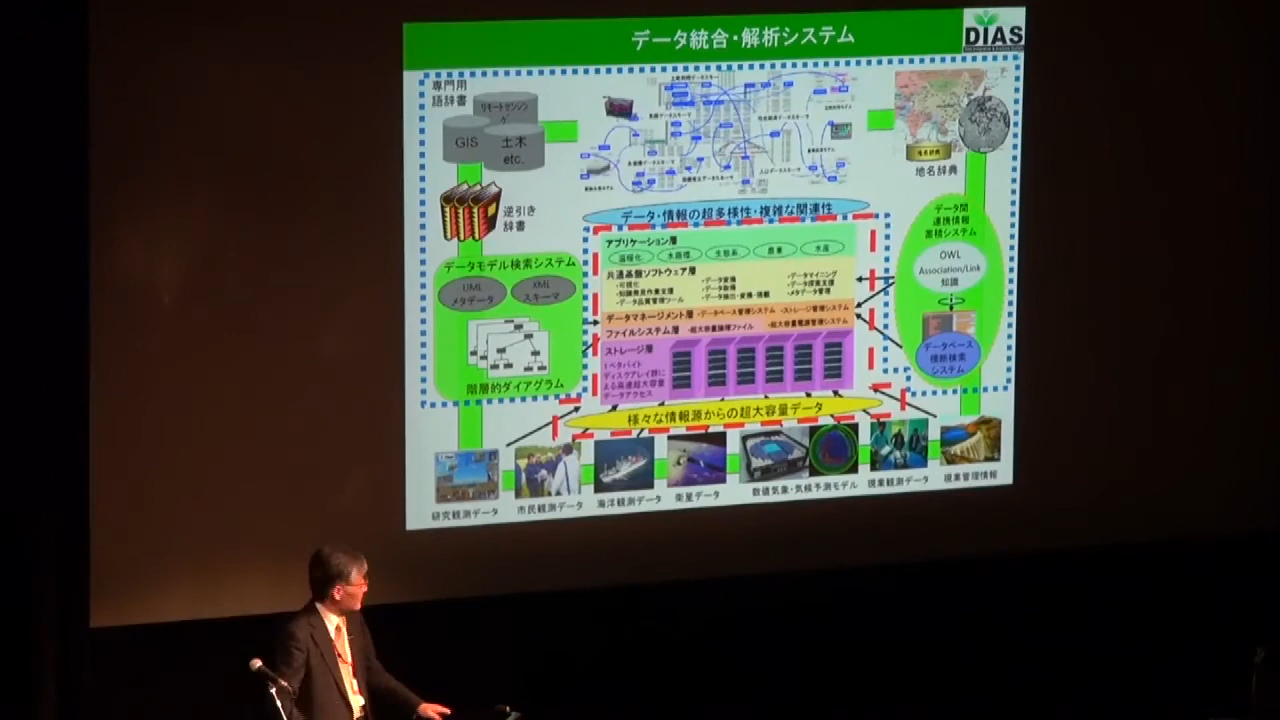 データ統合・解析システム
DIAS
専門用
語辞書
リモートセンシン
グ
GIS
土木
etc.
逆引き
辞書
地名辞典
データ・情報の超多様性・複雑な関連性
データ間
連携情報
蓄積システム
OWL
Association/Link
知識
データベース
横断検索
システム
データモデル検索システム
UML
メタデータ
XML
スキーマ
階層的ダイアグラム
アプリケーション層
温暖化
水循環
生態系
農業
水産
共通基盤ソフトウェア層
・可視化
・知識発見作業支援
・データ品質管理ツール
・データ変換
・データ取得
・データ抽出・変換・搭載
・データマイニング
・データ探索支援
・メタデータ管理
データマネージメント層
・データベース管理システム
・ストレージ管理システム
ファイルシステム層
・超大容量論理ファイル
・超大容量電源管理システム
ストレージ層
1ペタバイト
ディスクアレイ群に
よる高速超大容量
データアクセス
様々な情報源からの超大容量データ
研究観測データ
市民観測データ
海洋観測データ
衛星データ
数値気象・気候予測モデル
現業観測データ
現業管理情報